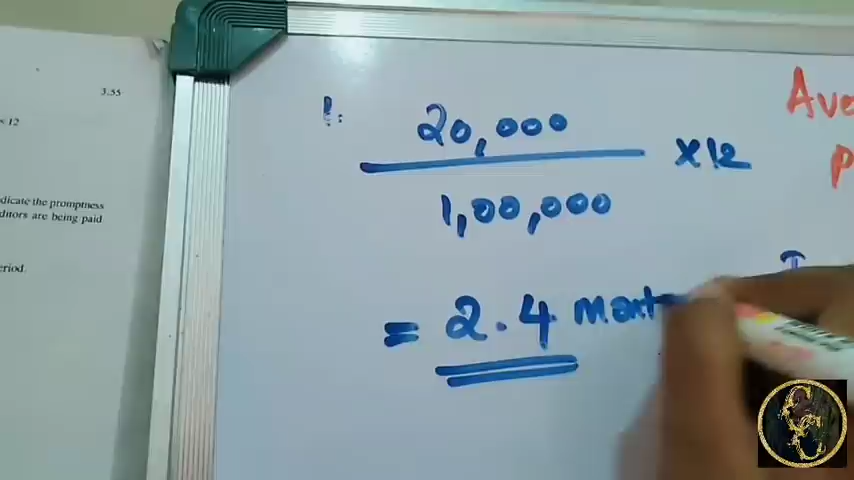 3.55
x 12
dicate the promptness
ditors are being paid
eriod.
1.
20,000
x12
1,00,000
= 2.4 mont
Ave
P
I